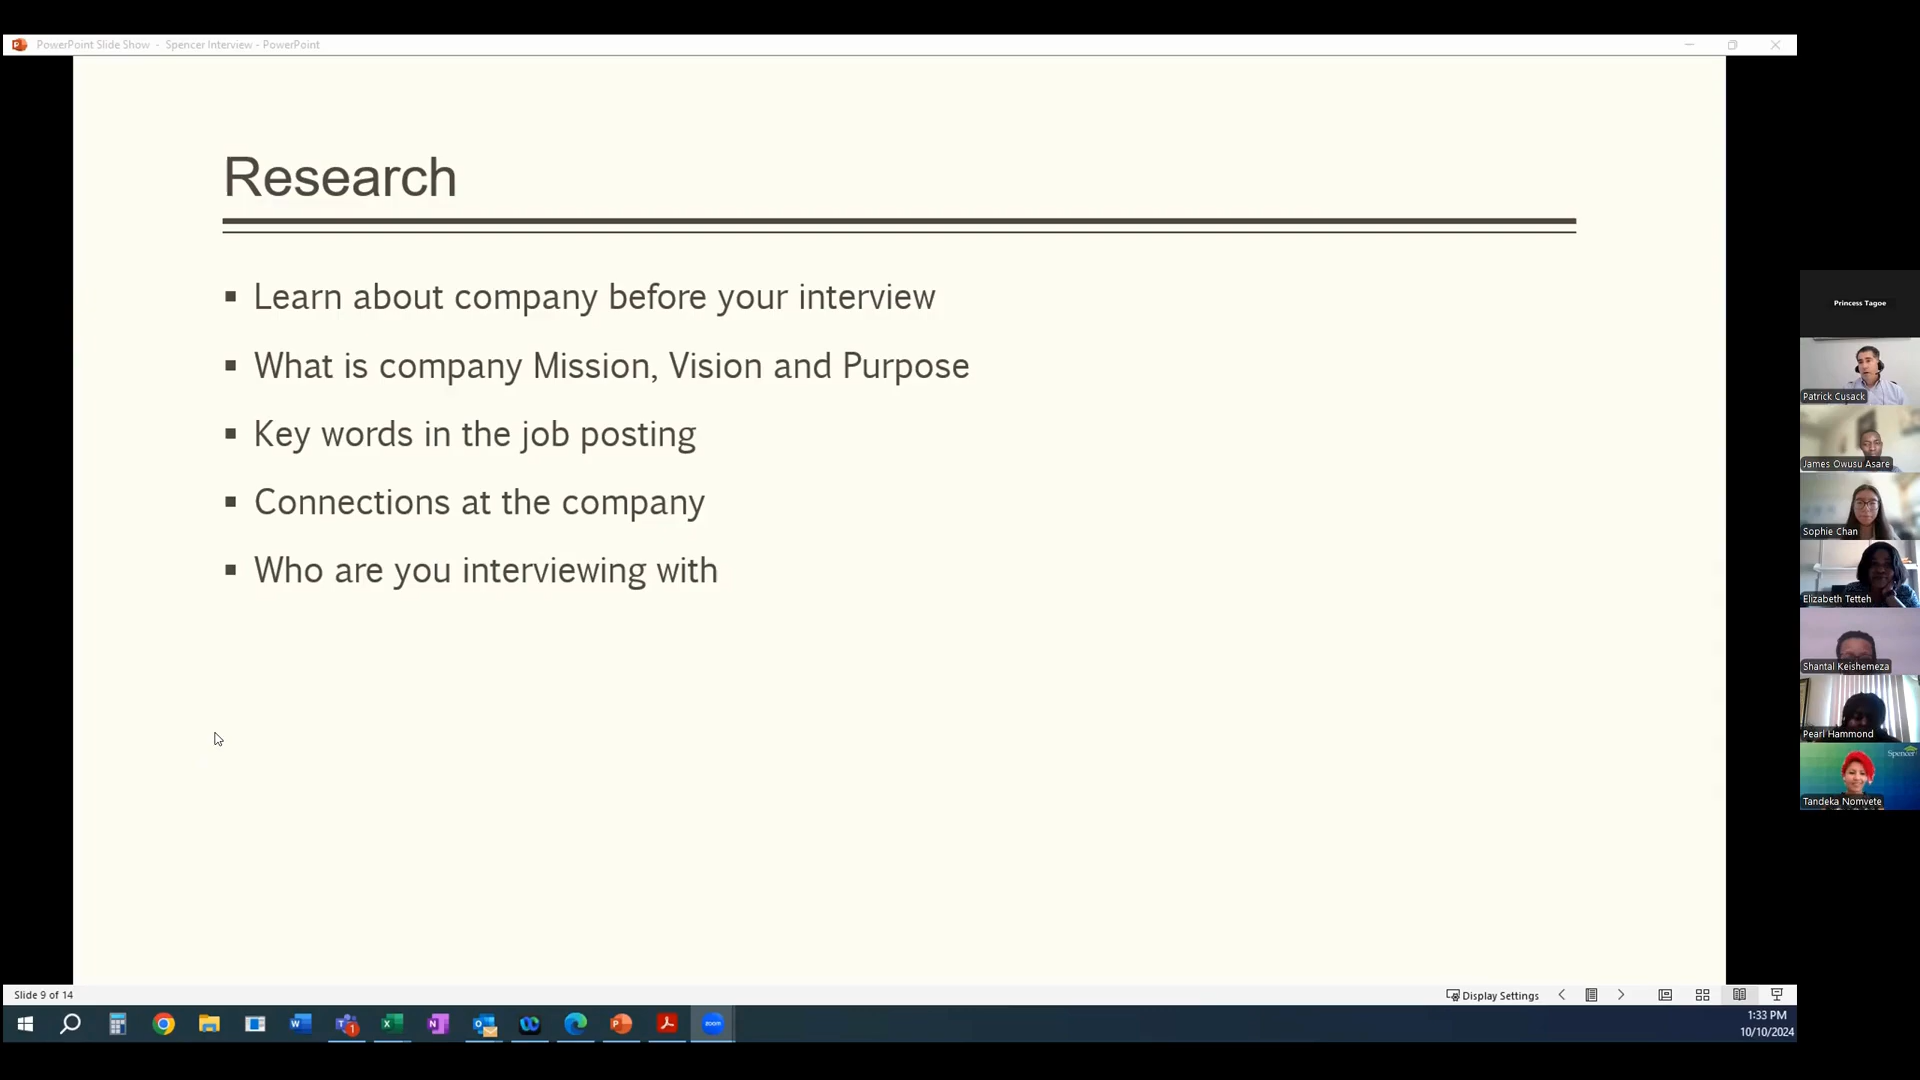 PowerPoint Slide Show - Spencer Interview - PowerPoint
Research
Learn about company before your interview
What is company Mission, Vision and Purpose
Key words in the job posting
Connections at the company
Who are you interviewing with
Princess Tagoe
Patrick Cusack
James Owusu Asare
Sophie Chan
Elizabeth Tetteh
Shantal Keishemeza
Pearl Hammond
Spencer
Tandeka Nomvete
Slide 9 of 14
Display Settings
zoom
1:33 PM
10/10/2024